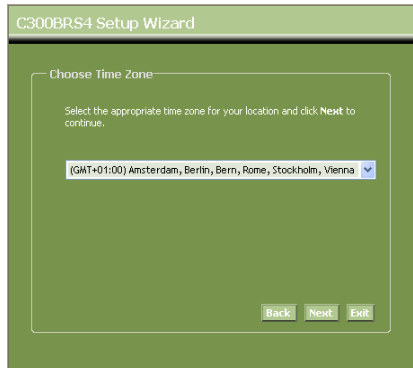 C300BRS4 Setup Wizard
Choose Time Zone
Select the appropriate time zone for your location and click Next to
continue.
(GMT+01:00) Amsterdam, Berlin, Bern, Rome, Stockholm, Vienna
Back Next Exit